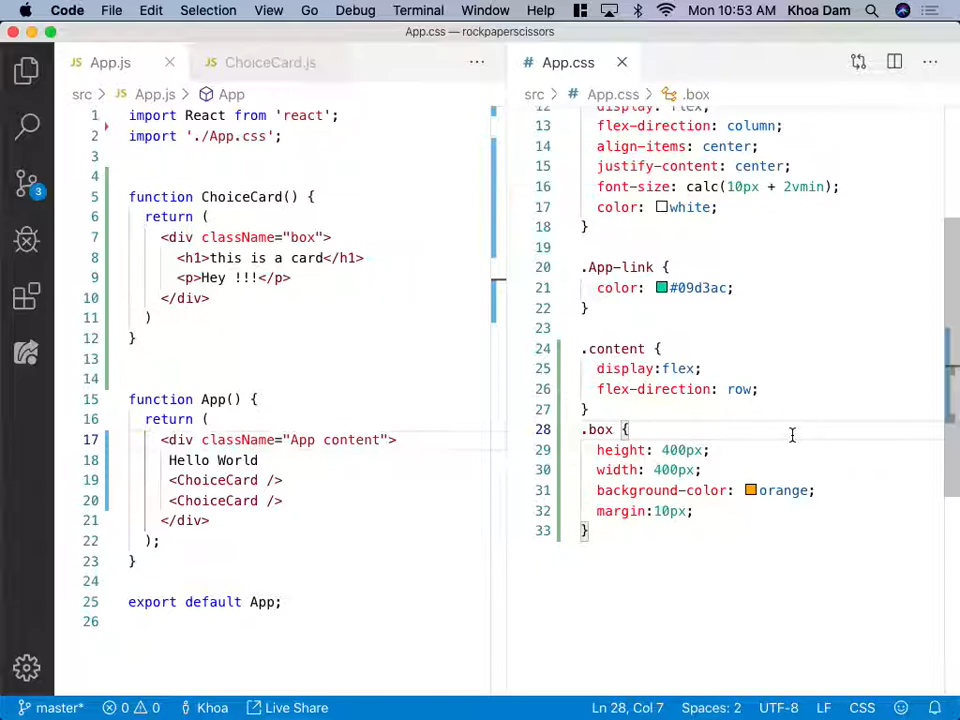 Code File Edit Selection View Go Debug Terminal Window Help Mon 10:53 AM Khoa Dam
App.css — rockpaperscissors
JS App.js × JS ChoiceCard.js ···
src > JS App.js > App
1 import React from 'react';
2 import './App.css';
3
4
5 function ChoiceCard() {
6 return (
7 <div className="box">
8 <h1>this is a card</h1>
9 <p>Hey !!!</p>
10 </div>
11 )
12 }
13
14
15 function App() {
16 return (
17 <div className="App content">
18 Hello World
19 <ChoiceCard />
20 <ChoiceCard />
21 </div>
22 );
23 }
24
25 export default App;
26
# App.css × ···
src > # App.css > .box
12 display: flex;
13 flex-direction: column;
14 align-items: center;
15 justify-content: center;
16 font-size: calc(10px + 2vmin);
17 color: white;
18 }
19
20 .App-link {
21 color: #09d3ac;
22 }
23
24 .content {
25 display:flex;
26 flex-direction: row;
27 }
28 .box {
29 height: 400px;
30 width: 400px;
31 background-color: orange;
32 margin:10px;
33 }
3
master* 0 0 Khoa Live Share Ln 28, Col 7 Spaces: 2 UTF-8 LF CSS